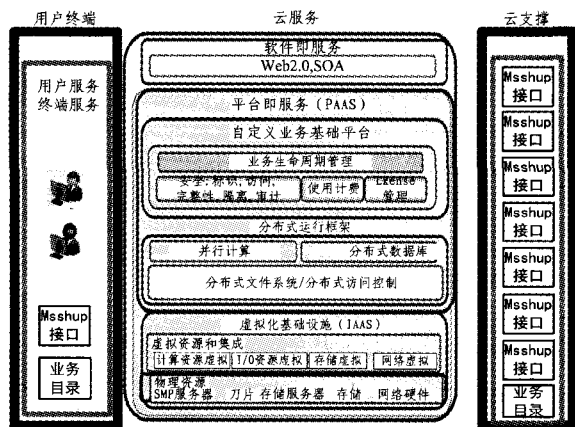 用户终端
云服务
云支撑
用户服务
终端服务
Msshup
接口
业务
目录
软件即服务
Web2.0,SOA
平台即服务（PAAS）
自定义业务基础平台
业务生命周期管理
安全,标识,访问,
完整性,隔离,审计
使用计费
License
管理
分布式运行框架
并行计算
分布式数据库
分布式文件系统/分布式访问控制
虚拟化基础设施（IAAS）
虚拟资源和集成
计算资源虚拟
I/O资源虚拟
存储虚拟
网络虚拟
物理资源
SMP服务器 刀片 存储服务器 存储 网络硬件
Msshup
接口
Msshup
接口
Msshup
接口
Msshup
接口
Msshup
接口
Msshup
接口
Msshup
接口
业务
目录